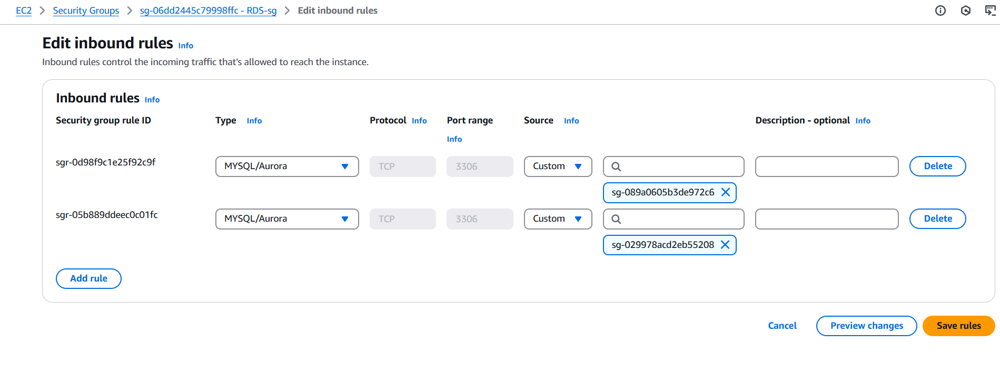 EC2 > Security Groups > sg-06dd2445c79998ffc - RDS-sg > Edit inbound rules
Edit inbound rules Info
Inbound rules control the incoming traffic that's allowed to reach the instance.
Inbound rules Info
Security group rule ID Type Info Protocol Info Port range Info Source Info Description - optional Info
sgr-0d98f9c1e25f92c9f MYSQL/Aurora TCP 3306 Custom Delete
sg-089a0605b3de972c6
sgr-05b889ddeec0c01fc MYSQL/Aurora TCP 3306 Custom Delete
sg-029978acd2eb55208
Add rule
Cancel Preview changes Save rules